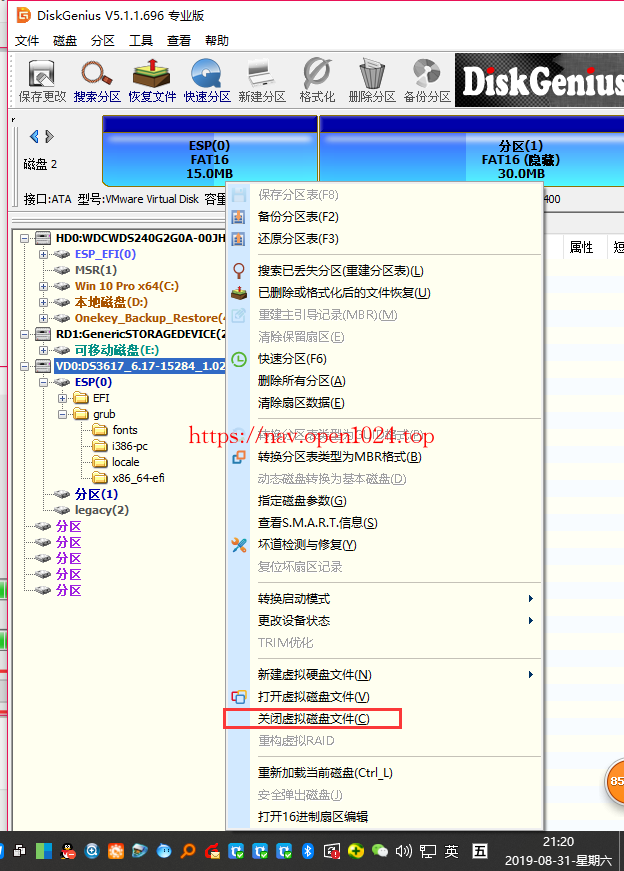 DiskGenius V5.1.1.696 专业版
文件 磁盘 分区 工具 查看 帮助
保存更改 搜索分区 恢复文件 快速分区 新建分区 格式化 删除分区 备份分区
DiskGenius
磁盘 2
ESP(0)
FAT16
15.0MB
分区(1)
FAT16 (隐藏)
30.0MB
接口:ATA 型号:VMware Virtual Disk 容量
400
属性 短
HD0:WDCWDS240G2G0A-00JH
ESP_EFI(0)
MSR(1)
Win 10 Pro x64(C:)
本地磁盘(D:)
Onekey_Backup_Restore(
RD1:GenericSTORAGEDEVICE(2
可移动磁盘(E:)
VD0:DS3617_6.17-15284_1.02
ESP(0)
EFI
grub
fonts
i386-pc
locale
x86_64-efi
分区(1)
legacy(2)
分区
分区
分区
分区
分区
保存分区表(F8)
备份分区表(F2)
还原分区表(F3)
搜索已丢失分区(重建分区表)(L)
已删除或格式化后的文件恢复(U)
重建主引导记录(MBR)(M)
清除保留扇区(E)
快速分区(F6)
删除所有分区(A)
清除扇区数据(E)
https://mv.open1024.top
转换分区表类型为MBR格式(B)
动态磁盘转换为基本磁盘(D)
指定磁盘参数(G)
查看S.M.A.R.T.信息(S)
坏道检测与修复(Y)
复位坏扇区记录
转换启动模式
更改设备状态
TRIM优化
新建虚拟硬盘文件(N)
打开虚拟磁盘文件(V)
关闭虚拟磁盘文件(C)
重构虚拟RAID
重新加载当前磁盘(Ctrl_L)
安全弹出磁盘(J)
打开16进制扇区编辑
85
英 五
21:20
2019-08-31-星期六